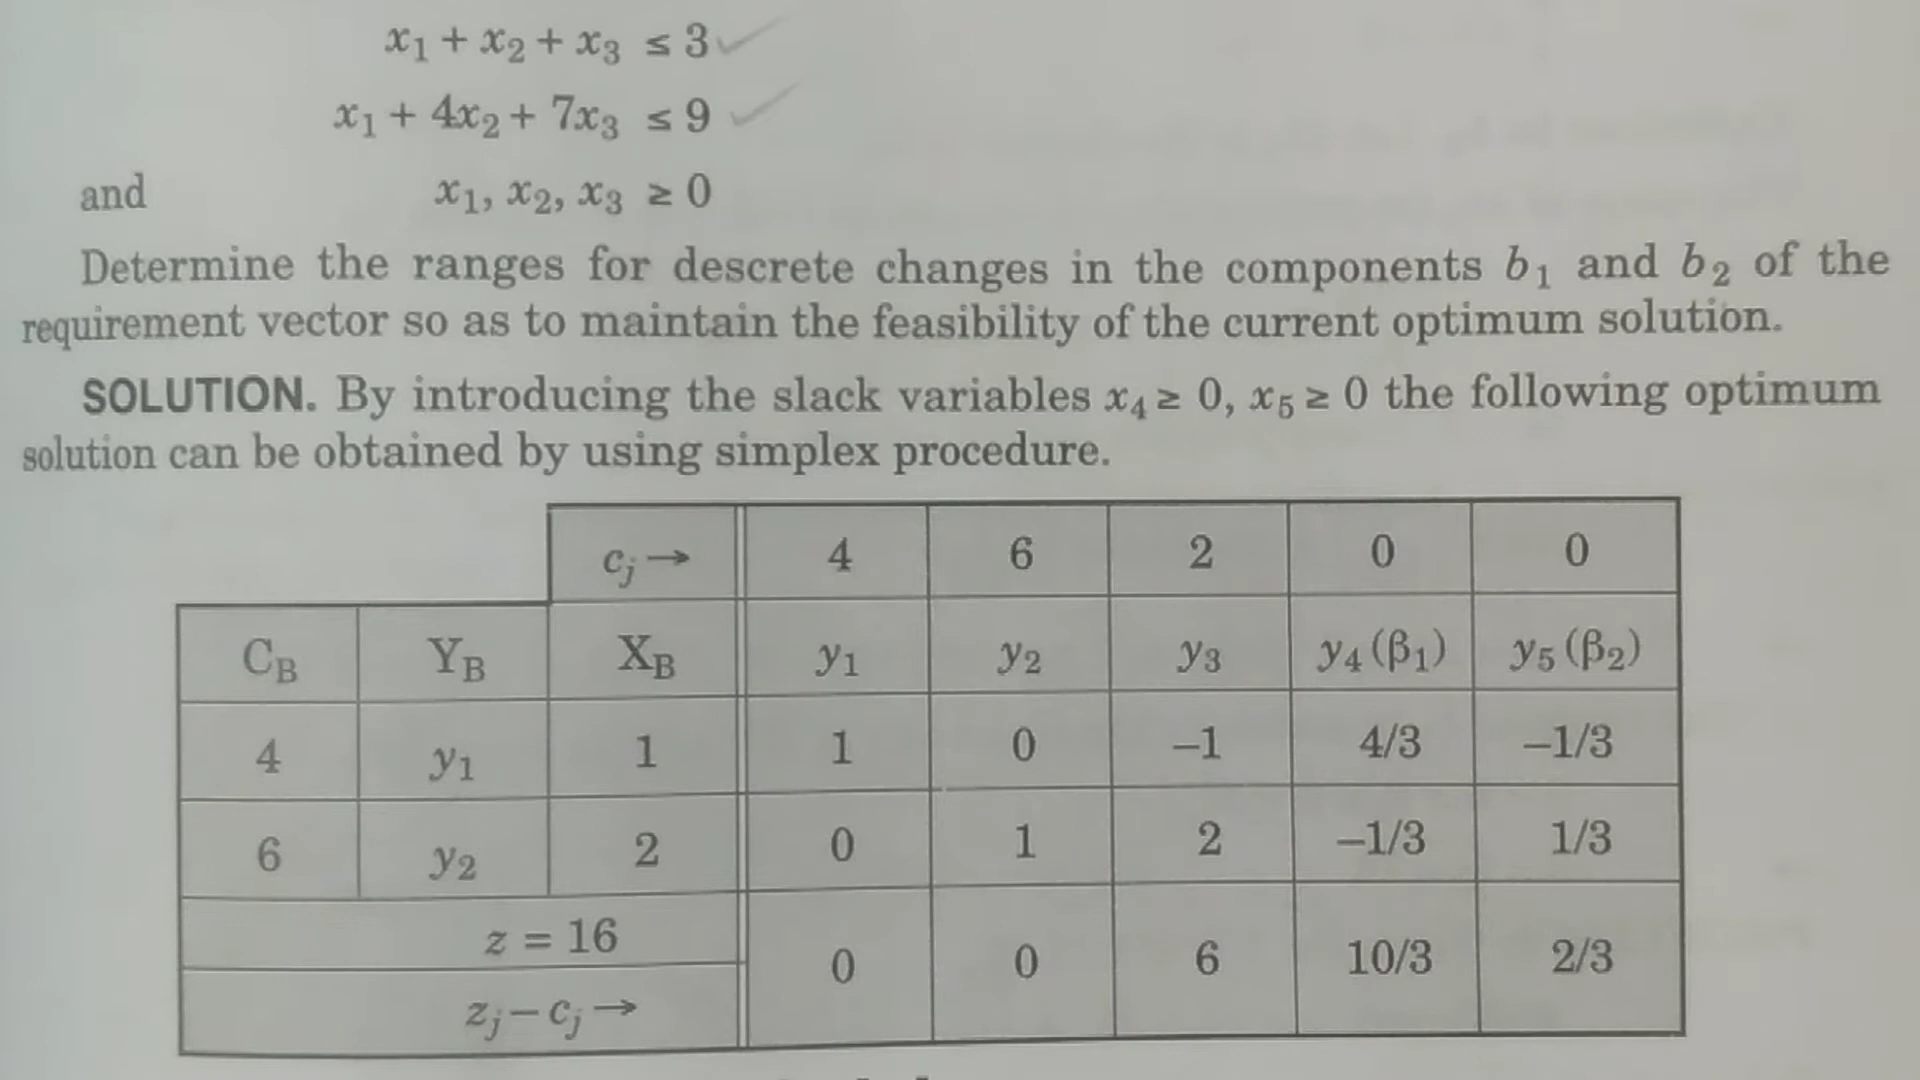 x₁ + x₂ + x₃ ≤ 3
x₁ + 4x₂ + 7x₃ ≤ 9
and x₁, x₂, x₃ ≥ 0
Determine the ranges for descrete changes in the components b₁ and b₂ of the
requirement vector so as to maintain the feasibility of the current optimum solution.
SOLUTION. By introducing the slack variables x₄ ≥ 0, x₅ ≥ 0 the following optimum
solution can be obtained by using simplex procedure.
cⱼ → 4 6 2 0 0
C_B Y_B X_B y₁ y₂ y₃ y₄ (β₁) y₅ (β₂)
4 y₁ 1 1 0 –1 4/3 –1/3
6 y₂ 2 0 1 2 –1/3 1/3
z = 16
zⱼ – cⱼ → 0 0 6 10/3 2/3